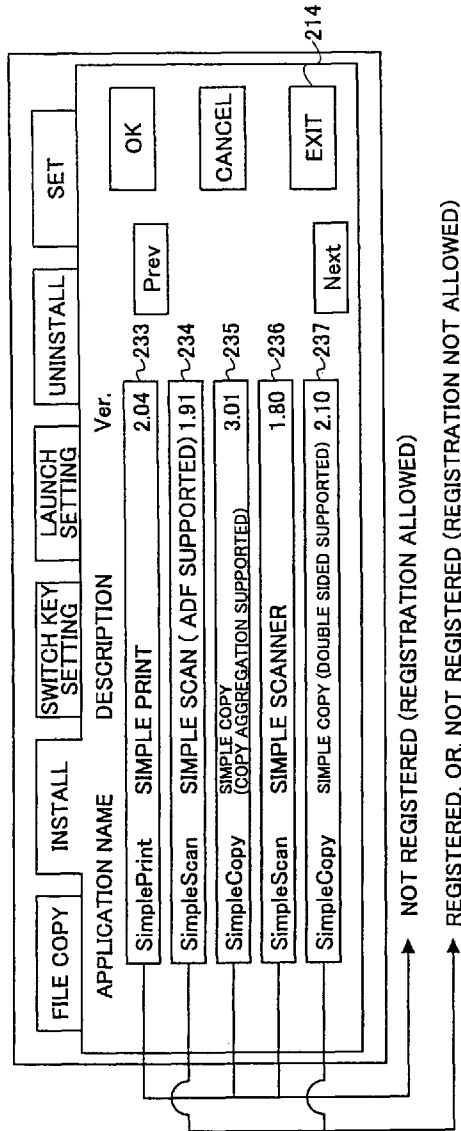 FILE COPY
INSTALL
SWITCH KEY
SETTING
LAUNCH
SETTING
UNINSTALL
SET
APPLICATION NAME DESCRIPTION Ver.
SimplePrint SIMPLE PRINT 2.04 233
SimpleScan SIMPLE SCAN ( ADF SUPPORTED) 1.91 234
SimpleCopy SIMPLE COPY
(COPY AGGREGATION SUPPORTED) 3.01 235
SimpleScan SIMPLE SCANNER 1.80 236
SimpleCopy SIMPLE COPY (DOUBLE SIDED SUPPORTED) 2.10 237
Prev
Next
OK
CANCEL
EXIT
214
NOT REGISTERED (REGISTRATION ALLOWED)
REGISTERED, OR, NOT REGISTERED (REGISTRATION NOT ALLOWED)